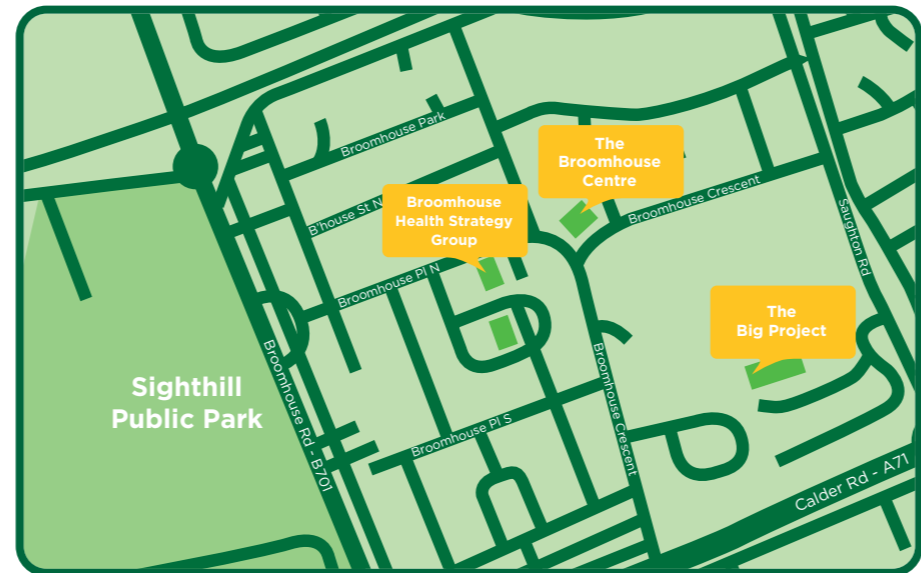 Broomhouse Park
The
Broomhouse
Centre
B'house St N
Broomhouse
Health Strategy
Group
Broomhouse Crescent
Saughton Rd
Broomhouse Pl N
The
Big Project
Sighthill
Public Park
Broomhouse Rd - B701
Broomhouse Crescent
Broomhouse Pl S
Calder Rd - A71